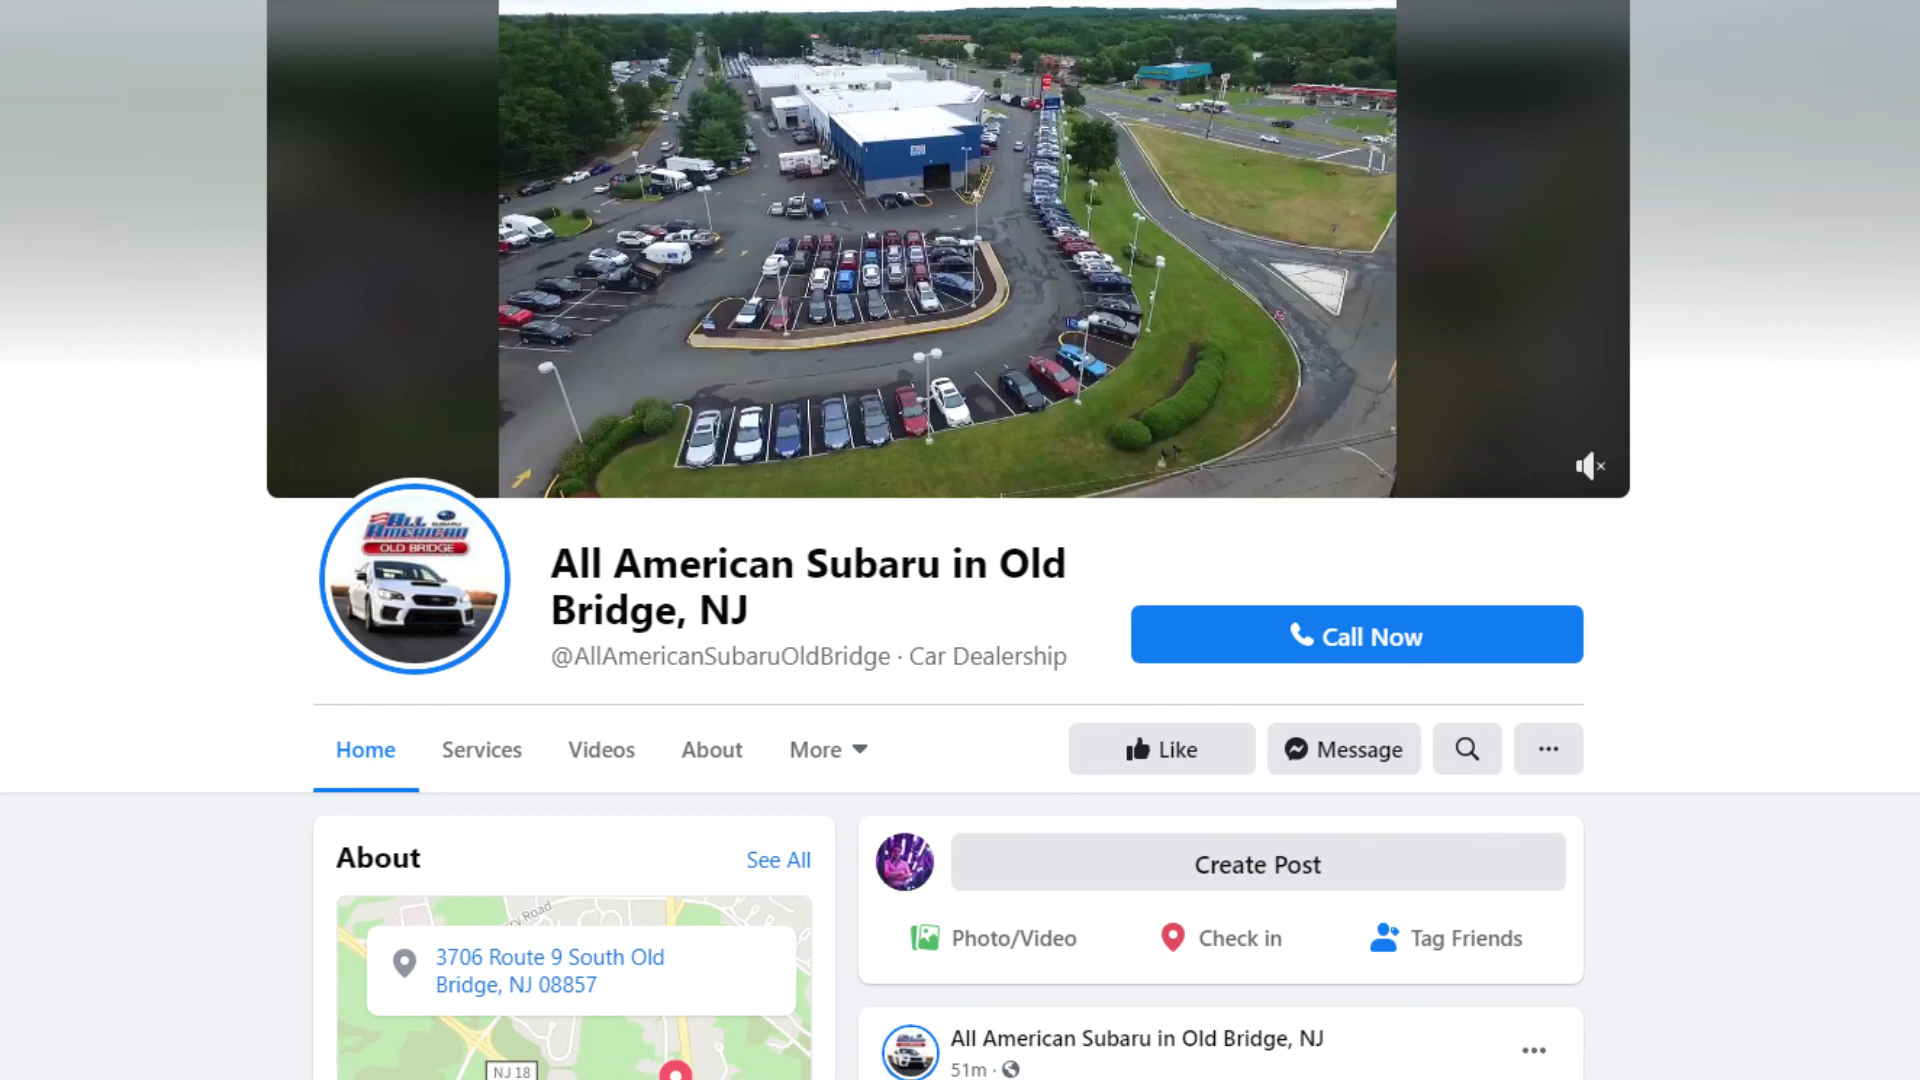 ALL
SUBARU
AMERICAN
OLD BRIDGE
All American Subaru in Old
Bridge, NJ
@AllAmericanSubaruOldBridge · Car Dealership
Call Now
Home
Services
Videos
About
More
Like
Message
About
See All
Create Post
Photo/Video
Check in
Tag Friends
3706 Route 9 South Old
Bridge, NJ 08857
Road
NJ 18
All American Subaru in Old Bridge, NJ
51m ·